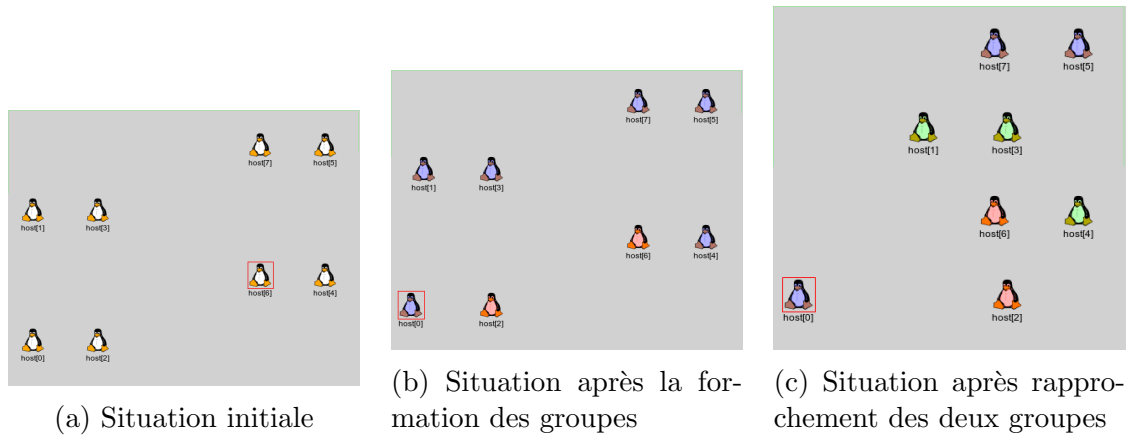 host[7] host[5]
host[1] host[3]
host[6] host[4]
host[0] host[2]
(a) Situation initiale
host[7] host[5]
host[1] host[3]
host[6] host[4]
host[0] host[2]
(b) Situation après la for-
mation des groupes
host[7] host[5]
host[1] host[3]
host[6] host[4]
host[0] host[2]
(c) Situation après rappro-
chement des deux groupes